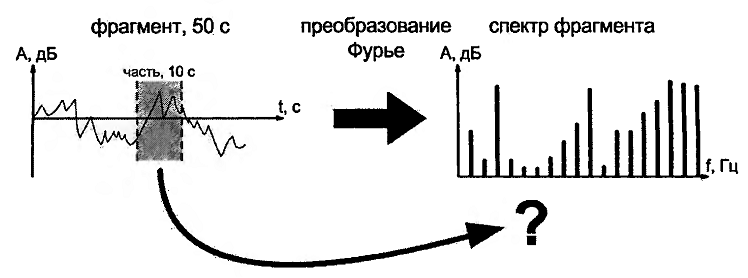 фрагмент, 50 с
преобразование
Фурье
спектр фрагмента
А, дБ
часть, 10 с
t, с
А, дБ
f, Гц
?